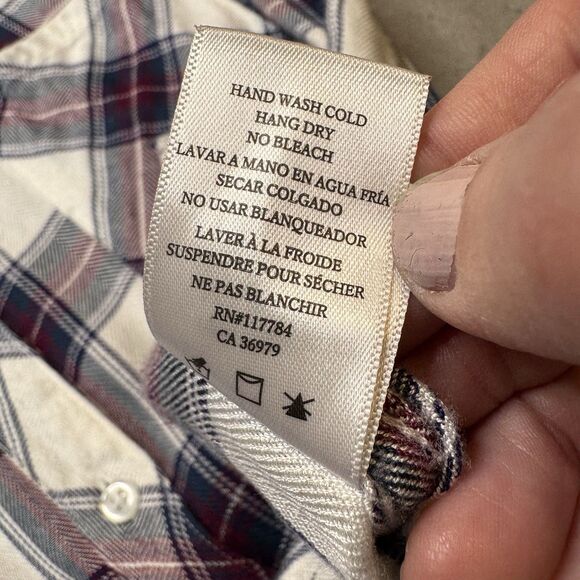 HAND WASH COLD
HANG DRY
NO BLEACH
LAVAR A MANO EN AGUA FRÍA
SECAR COLGADO
NO USAR BLANQUEADOR
LAVER À LA FROIDE
SUSPENDRE POUR SÉCHER
NE PAS BLANCHIR
RN#117784
CA 36979